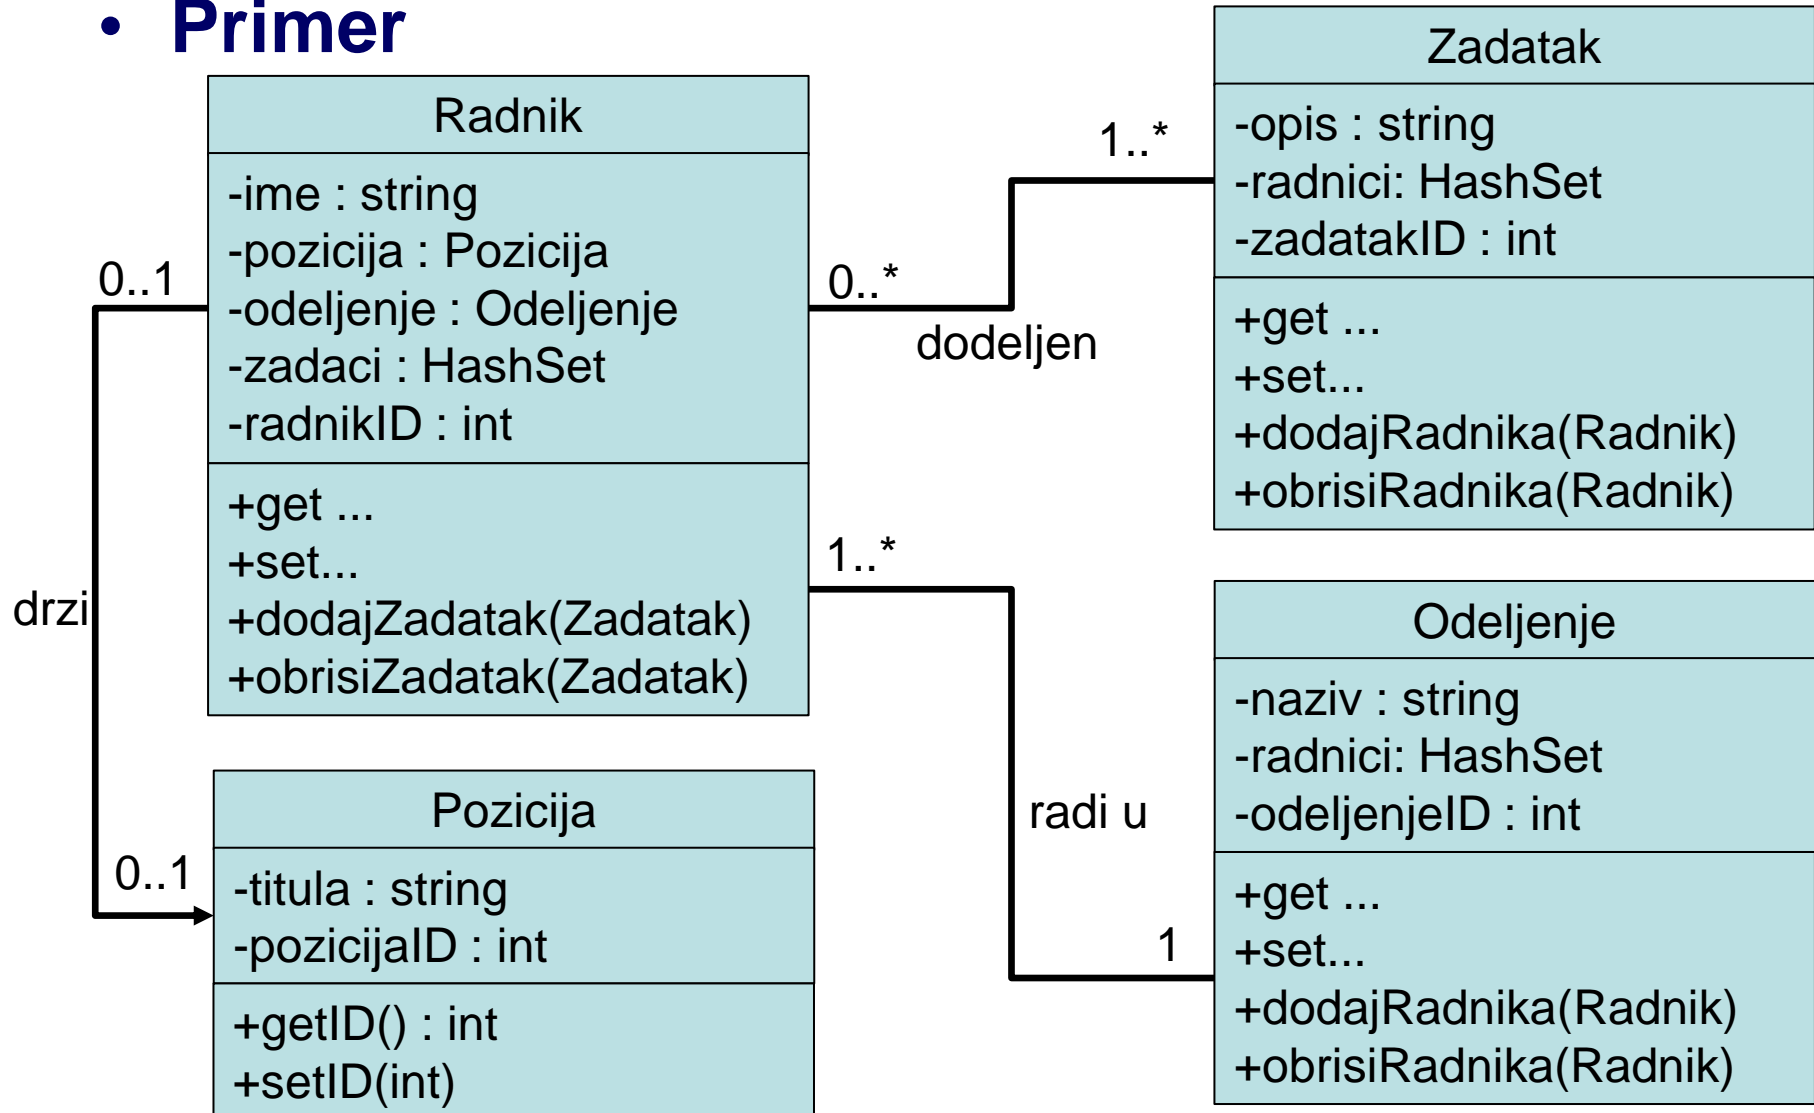 • Primer
Radnik
-ime : string
-pozicija : Pozicija
-odeljenje : Odeljenje
-zadaci : HashSet
-radnikID : int
+get ...
+set...
+dodajZadatak(Zadatak)
+obrisiZadatak(Zadatak)
0..1
drzi
0..1
Pozicija
-titula : string
-pozicijaID : int
+getID() : int
+setID(int)
0..*
dodeljen
1..*
Zadatak
-opis : string
-radnici: HashSet
-zadatakID : int
+get ...
+set...
+dodajRadnika(Radnik)
+obrisiRadnika(Radnik)
1..*
radi u
1
Odeljenje
-naziv : string
-radnici: HashSet
-odeljenjeID : int
+get ...
+set...
+dodajRadnika(Radnik)
+obrisiRadnika(Radnik)